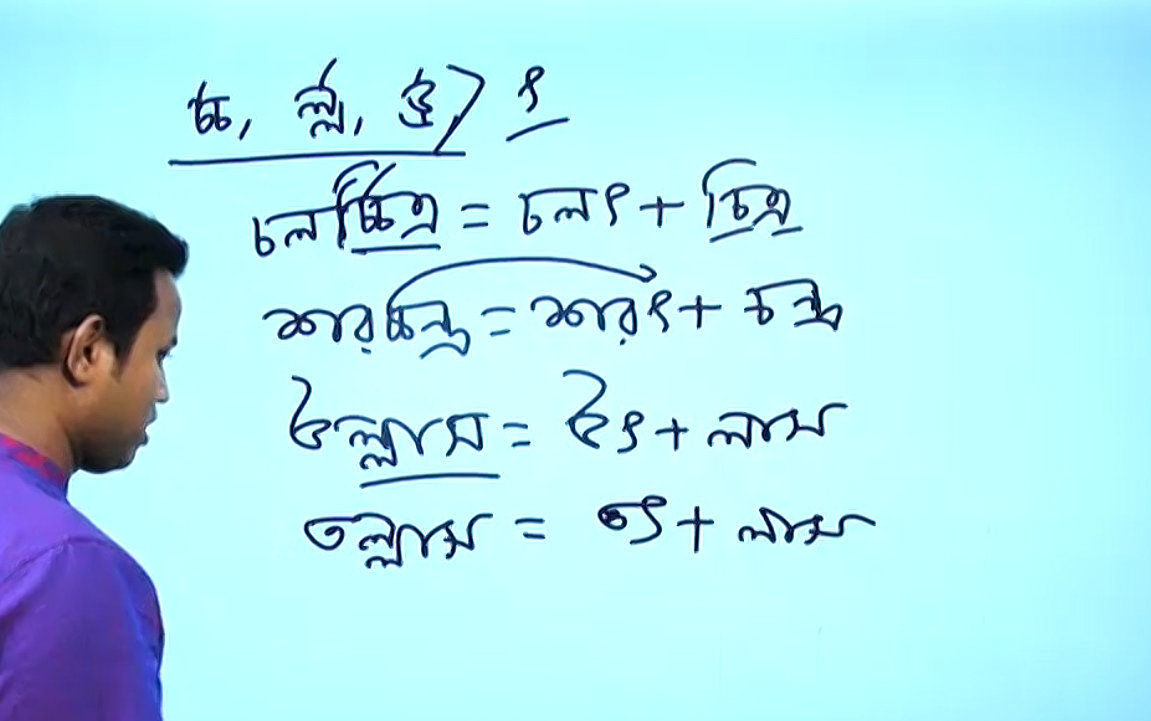 চ্চ, ল্ল, ড্ড > ৎ
চলচ্চিত্র = চলৎ + চিত্র
শরচ্চন্দ্র = শরৎ + চন্দ্র
উল্লাস = উৎ + লাস
তল্লাস = তৎ + লাস